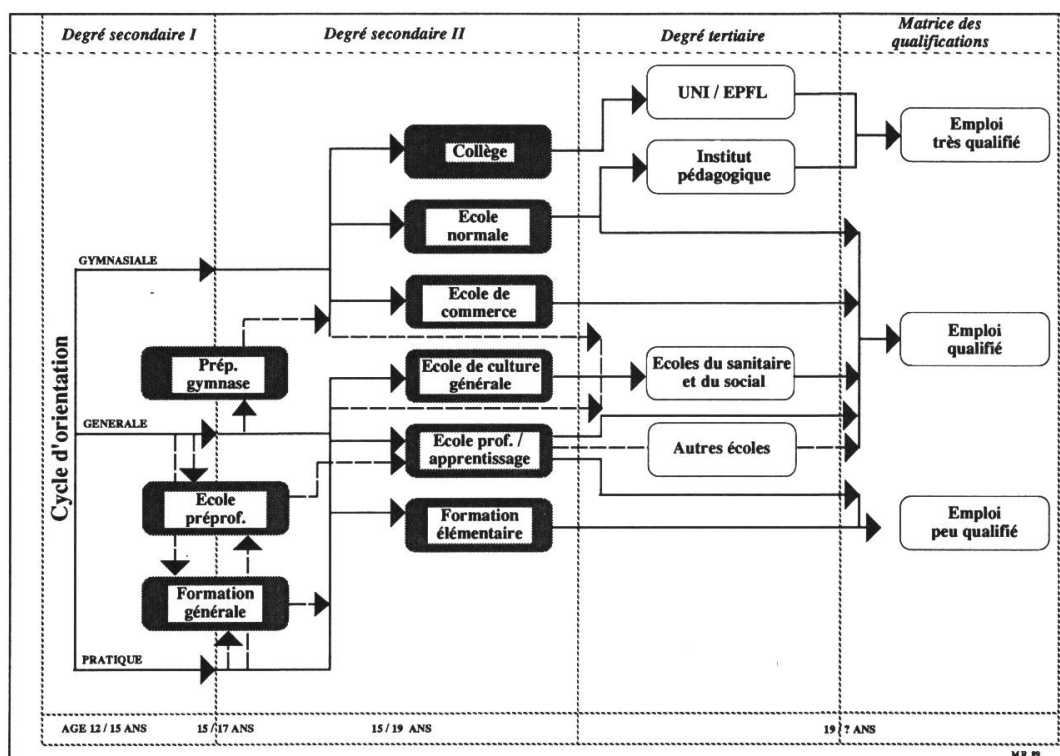 Degré secondaire I
Degré secondaire II
Degré tertiaire
Matrice des
qualifications
UNI / EPFL
Emploi
très qualifié
Collège
Institut
pédagogique
Ecole
normale
GYMNASIALE
Ecole de
commerce
Emploi
qualifié
Cycle d'orientation
Prép.
gymnase
Ecole de culture
générale
Ecoles du sanitaire
et du social
GENERALE
Ecole prof. /
apprentissage
Autres écoles
Ecole
préprof.
Formation
élémentaire
Emploi
peu qualifié
Formation
générale
PRATIQUE
AGE 12 / 15 ANS
15 / 17 ANS
15 / 19 ANS
19 / ? ANS
M.R. 89